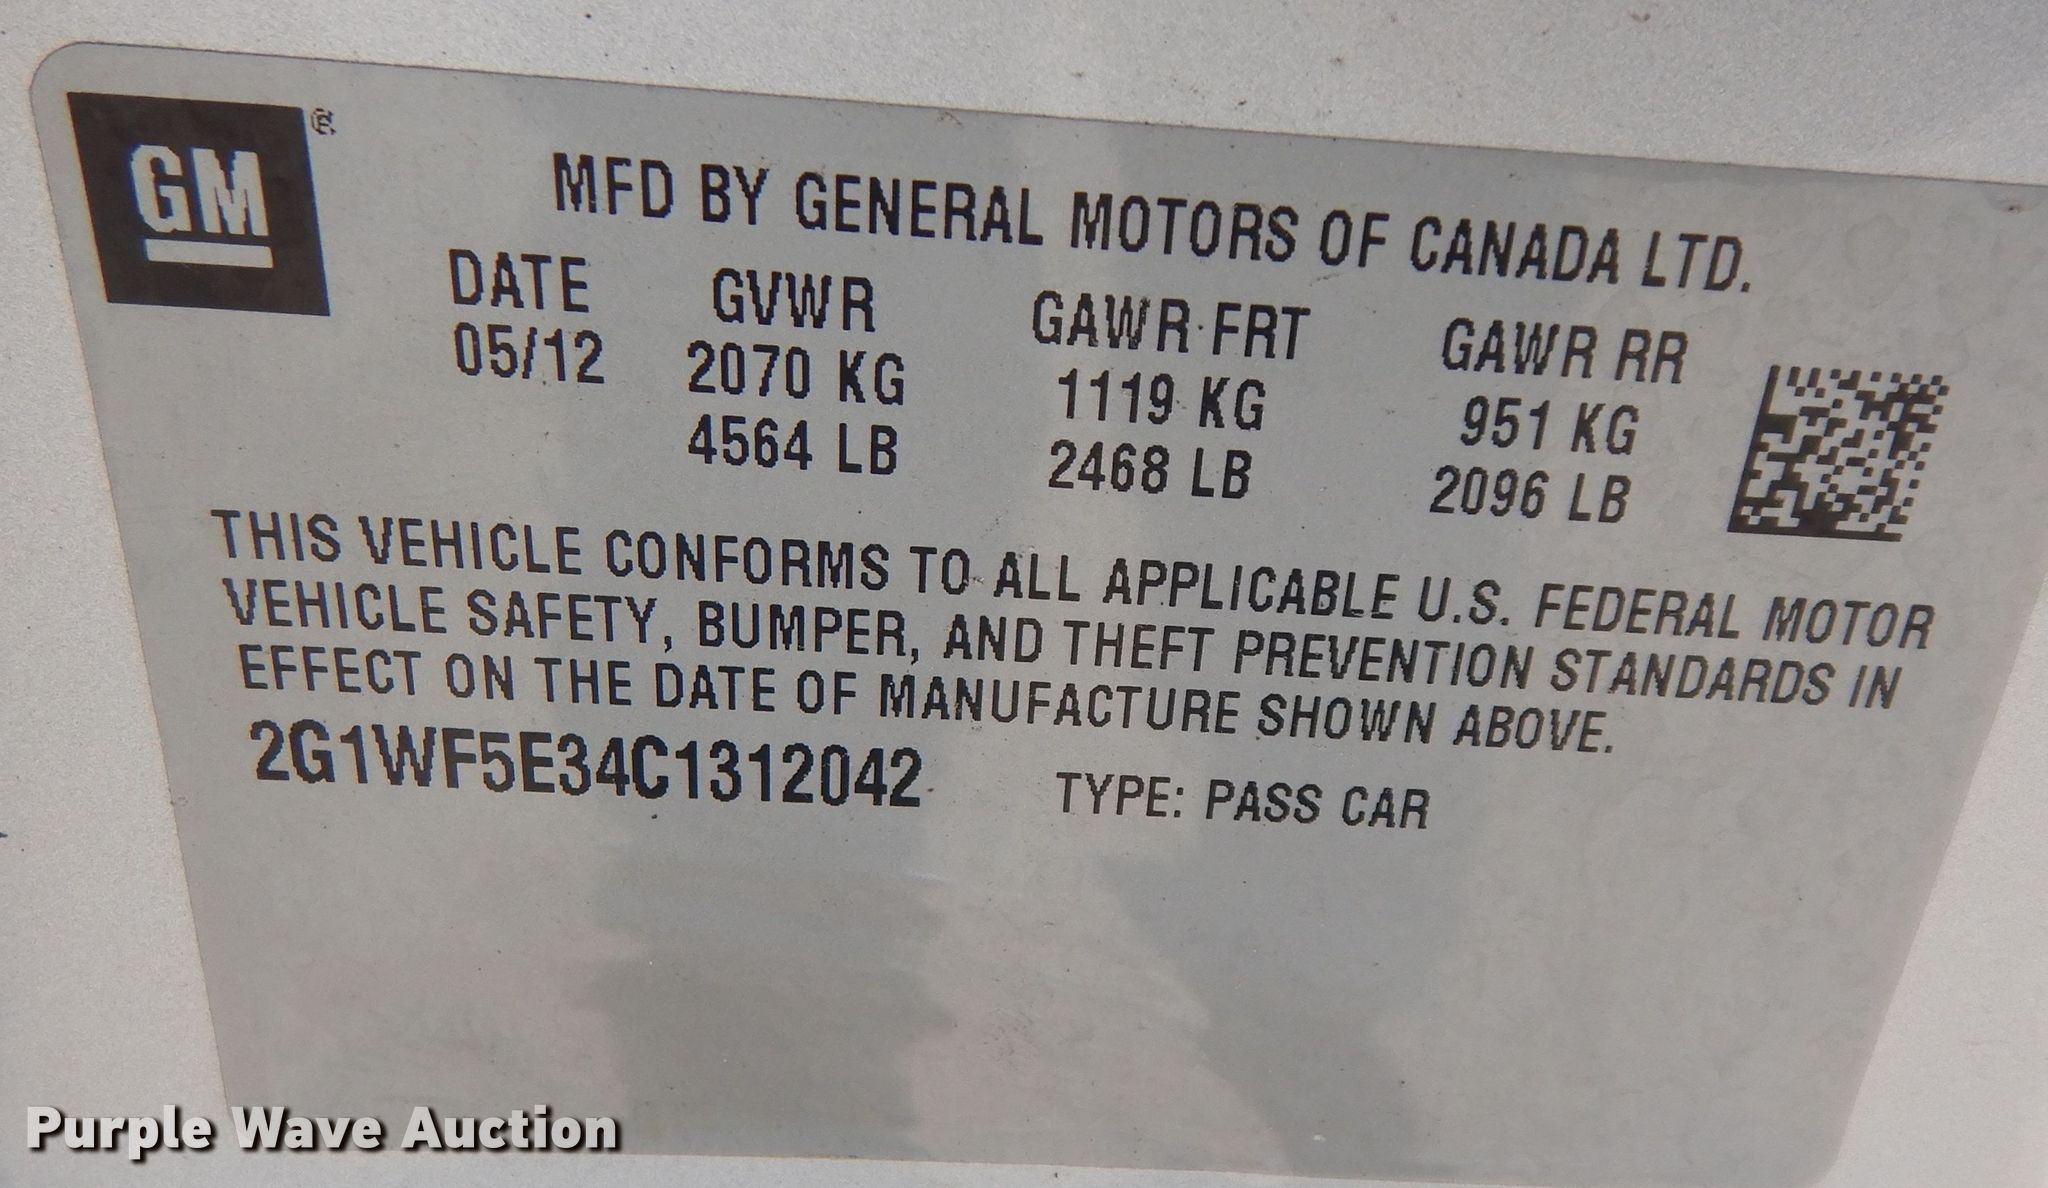 GM®
MFD BY GENERAL MOTORS OF CANADA LTD.
DATE GVWR GAWR FRT GAWR RR
05/12 2070 KG 1119 KG 951 KG
4564 LB 2468 LB 2096 LB
THIS VEHICLE CONFORMS TO ALL APPLICABLE U.S. FEDERAL MOTOR
VEHICLE SAFETY, BUMPER, AND THEFT PREVENTION STANDARDS IN
EFFECT ON THE DATE OF MANUFACTURE SHOWN ABOVE.
2G1WF5E34C1312042 TYPE: PASS CAR
Purple Wave Auction